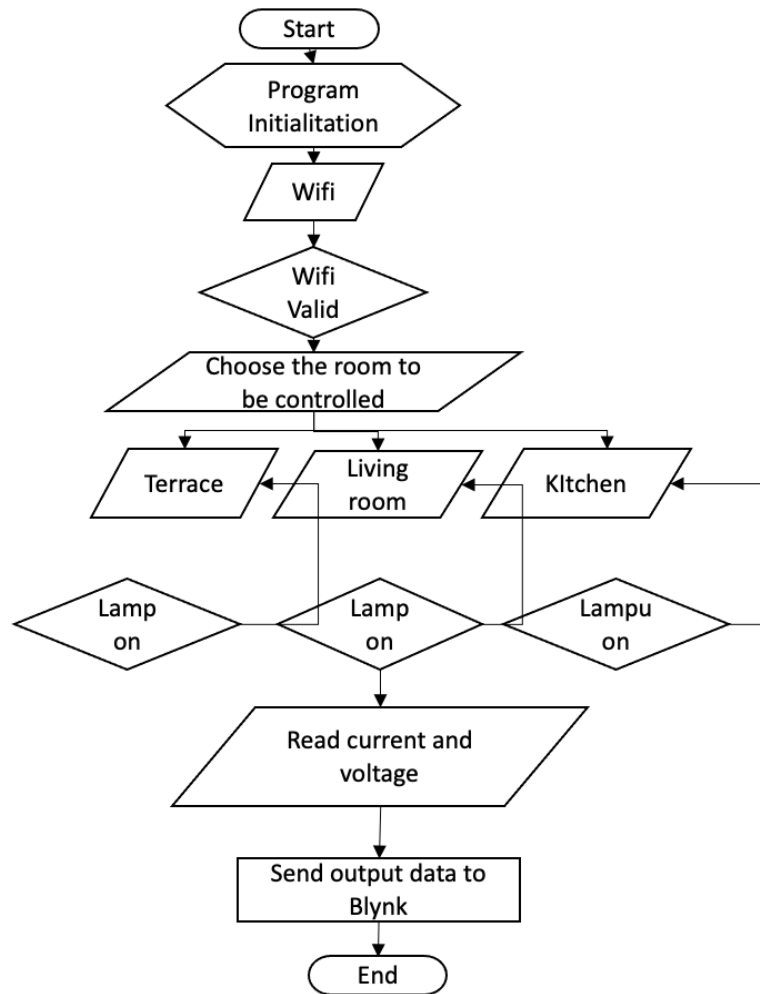 Start
Program
Initialitation
Wifi
Wifi
Valid
Choose the room to
be controlled
Terrace
Living
room
KItchen
Lamp
on
Lamp
on
Lampu
on
Read current and
voltage
Send output data to
Blynk
End